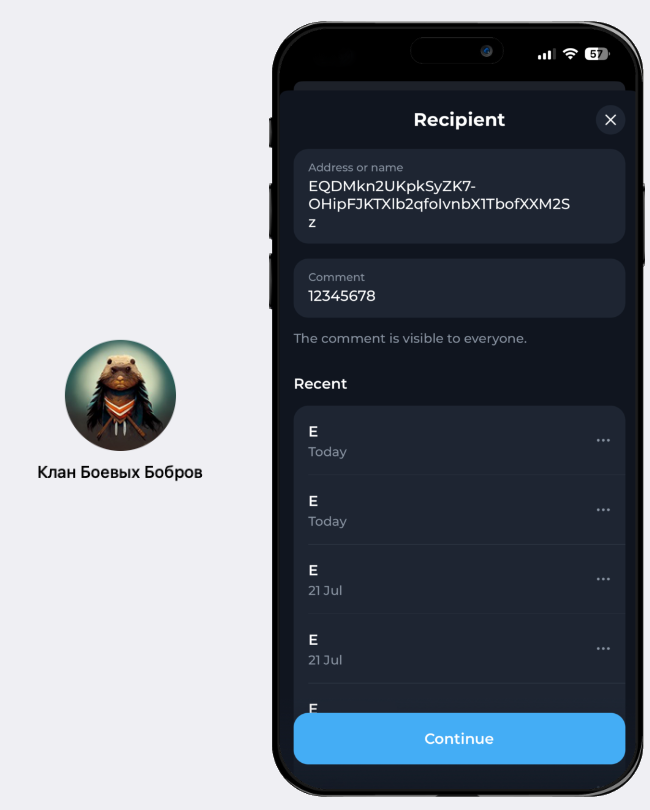 57
Recipient
Address or name
EQDMkn2UKpkSyZK7-
OHipFJKTXIb2qfoIvnbX1TbofXXM2S
z
Comment
12345678
The comment is visible to everyone.
Recent
E
Today
E
Today
E
21 Jul
E
21 Jul
E
Continue
Клан Боевых Бобров